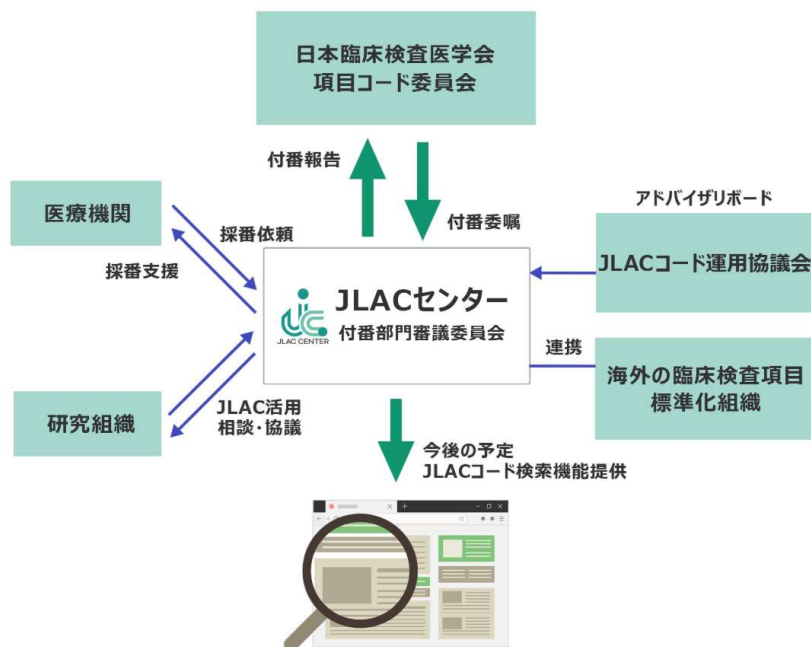 日本臨床検査医学会
項目コード委員会
付番報告
付番委嘱
医療機関
採番依頼
採番支援
アドバイザリボード
JLACコード運用協議会
JLACセンター
付番部門審議委員会
JLAC CENTER
連携
海外の臨床検査項目
標準化組織
研究組織
JLAC活用
相談・協議
今後の予定
JLACコード検索機能提供